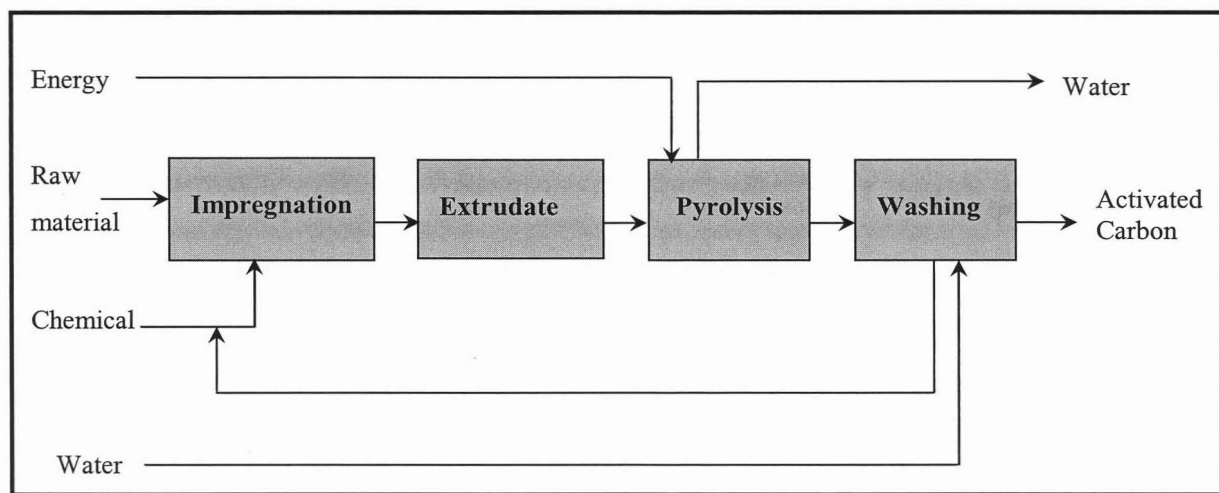 Energy
Water
Raw
material
Impregnation
Extrudate
Pyrolysis
Washing
Activated
Carbon
Chemical
Water